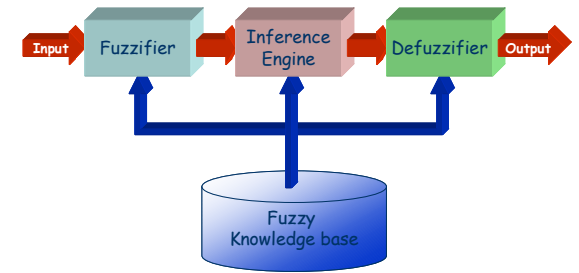 Input
Fuzzifier
Inference
Engine
Defuzzifier
Output
Fuzzy
Knowledge base